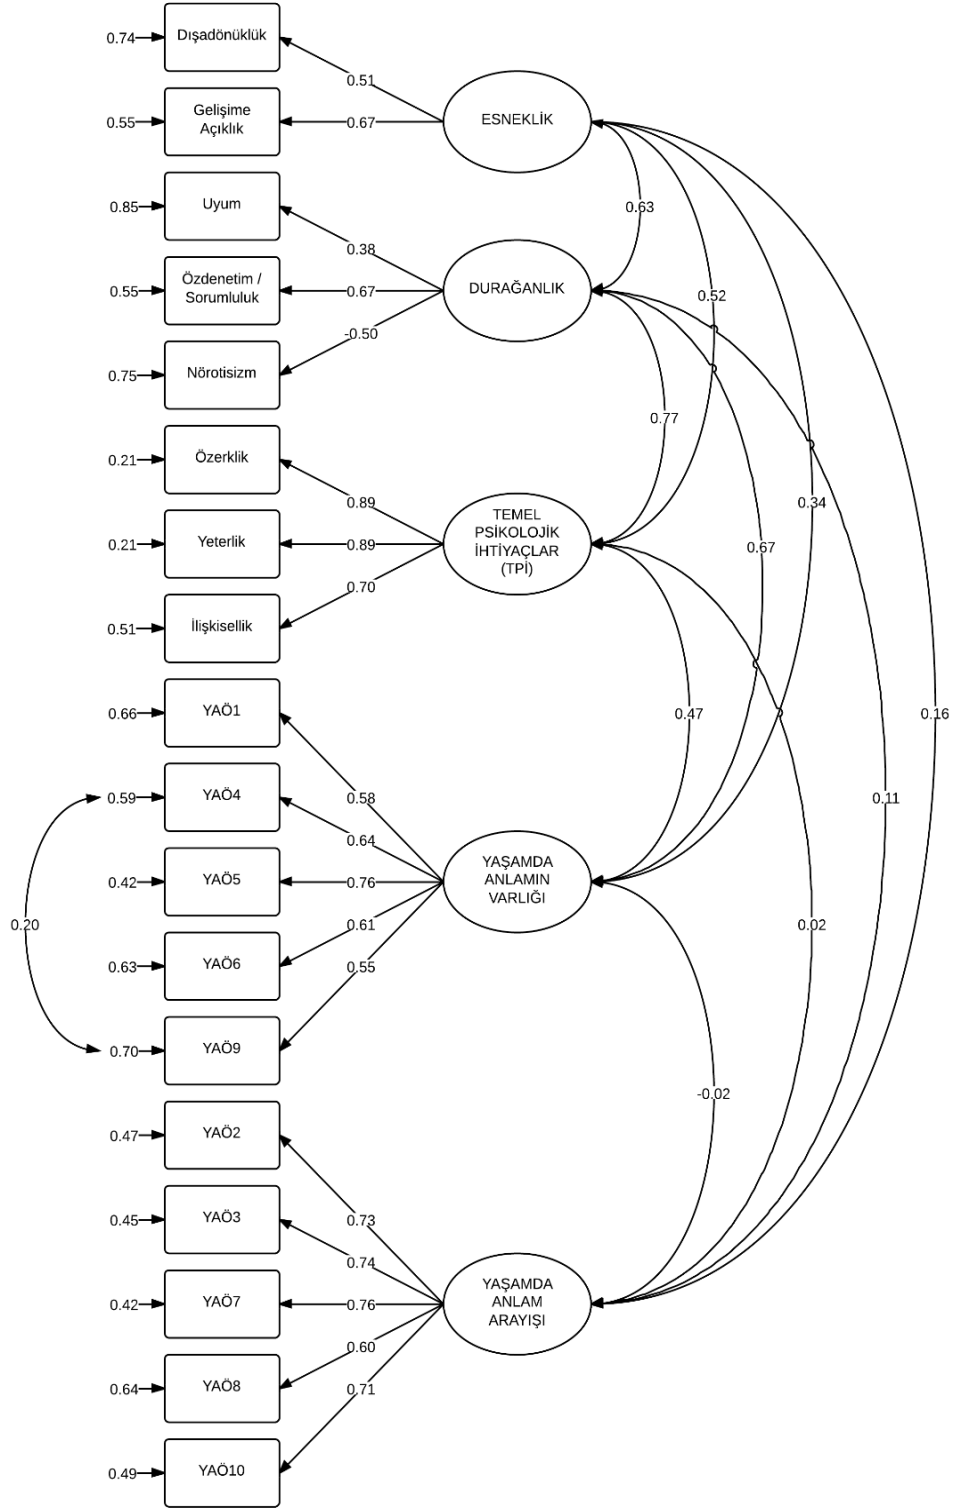 0.74
Dışadönüklük
0.51
0.55
Gelişime
Açıklık
0.67
ESNEKLİK
0.85
Uyum
0.38
0.63
0.55
Özdenetim /
Sorumluluk
0.67
DURAĞANLIK
0.52
-0.50
0.75
Nörotisizm
0.77
0.21
Özerklik
0.89
0.34
0.21
Yeterlik
0.89
TEMEL
PSİKOLOJİK
İHTİYAÇLAR
(TPİ)
0.67
0.70
0.51
İlişkisellik
0.66
YAÖ1
0.47
0.16
0.58
0.59
YAÖ4
0.11
0.64
0.42
YAÖ5
0.76
YAŞAMDA
ANLAMIN
VARLIĞI
0.20
0.61
0.02
0.63
YAÖ6
0.55
0.70
YAÖ9
-0.02
0.47
YAÖ2
0.73
0.45
YAÖ3
0.74
0.42
YAÖ7
0.76
YAŞAMDA
ANLAM
ARAYIŞI
0.60
0.64
YAÖ8
0.71
0.49
YAÖ10